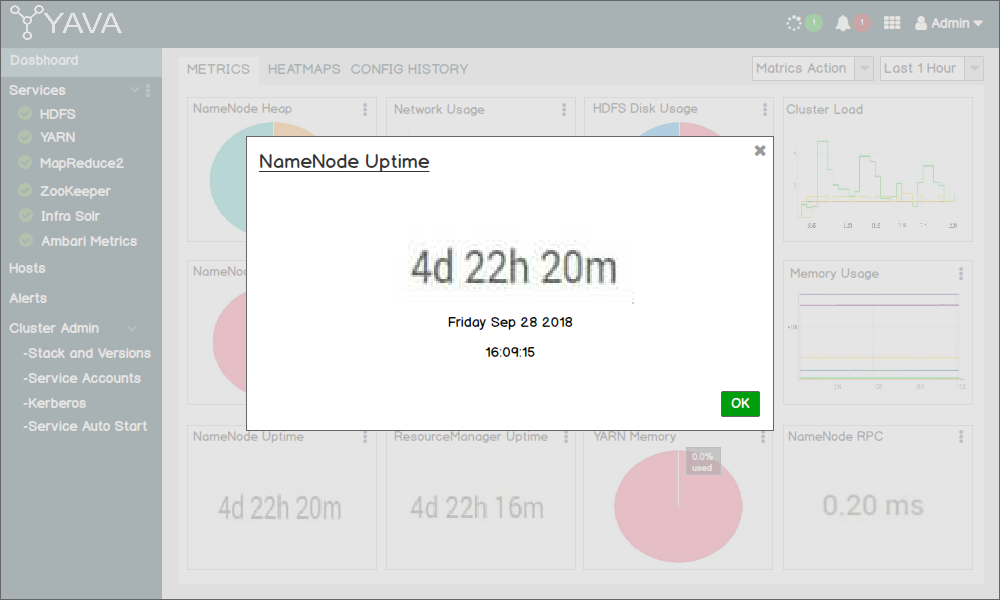 YAVA
1
1
Admin
Dasbhoard
Services
HDFS
YARN
MapReduce2
ZooKeeper
Infra Solr
Ambari Metrics
Hosts
Alerts
Cluster Admin
-Stack and Versions
-Service Accounts
-Kerberos
-Service Auto Start
METRICS
HEATMAPS
CONFIG HISTORY
Matrics Action
Last 1 Hour
NameNode Heap
Network Usage
HDFS Disk Usage
Cluster Load
NameNode Uptime
4d 22h 20m
Friday Sep 28 2018
16:09:15
OK
Memory Usage
NameNode Uptime
4d 22h 20m
ResourceManager Uptime
4d 22h 16m
YARN Memory
0.0%
used
NameNode RPC
0.20 ms